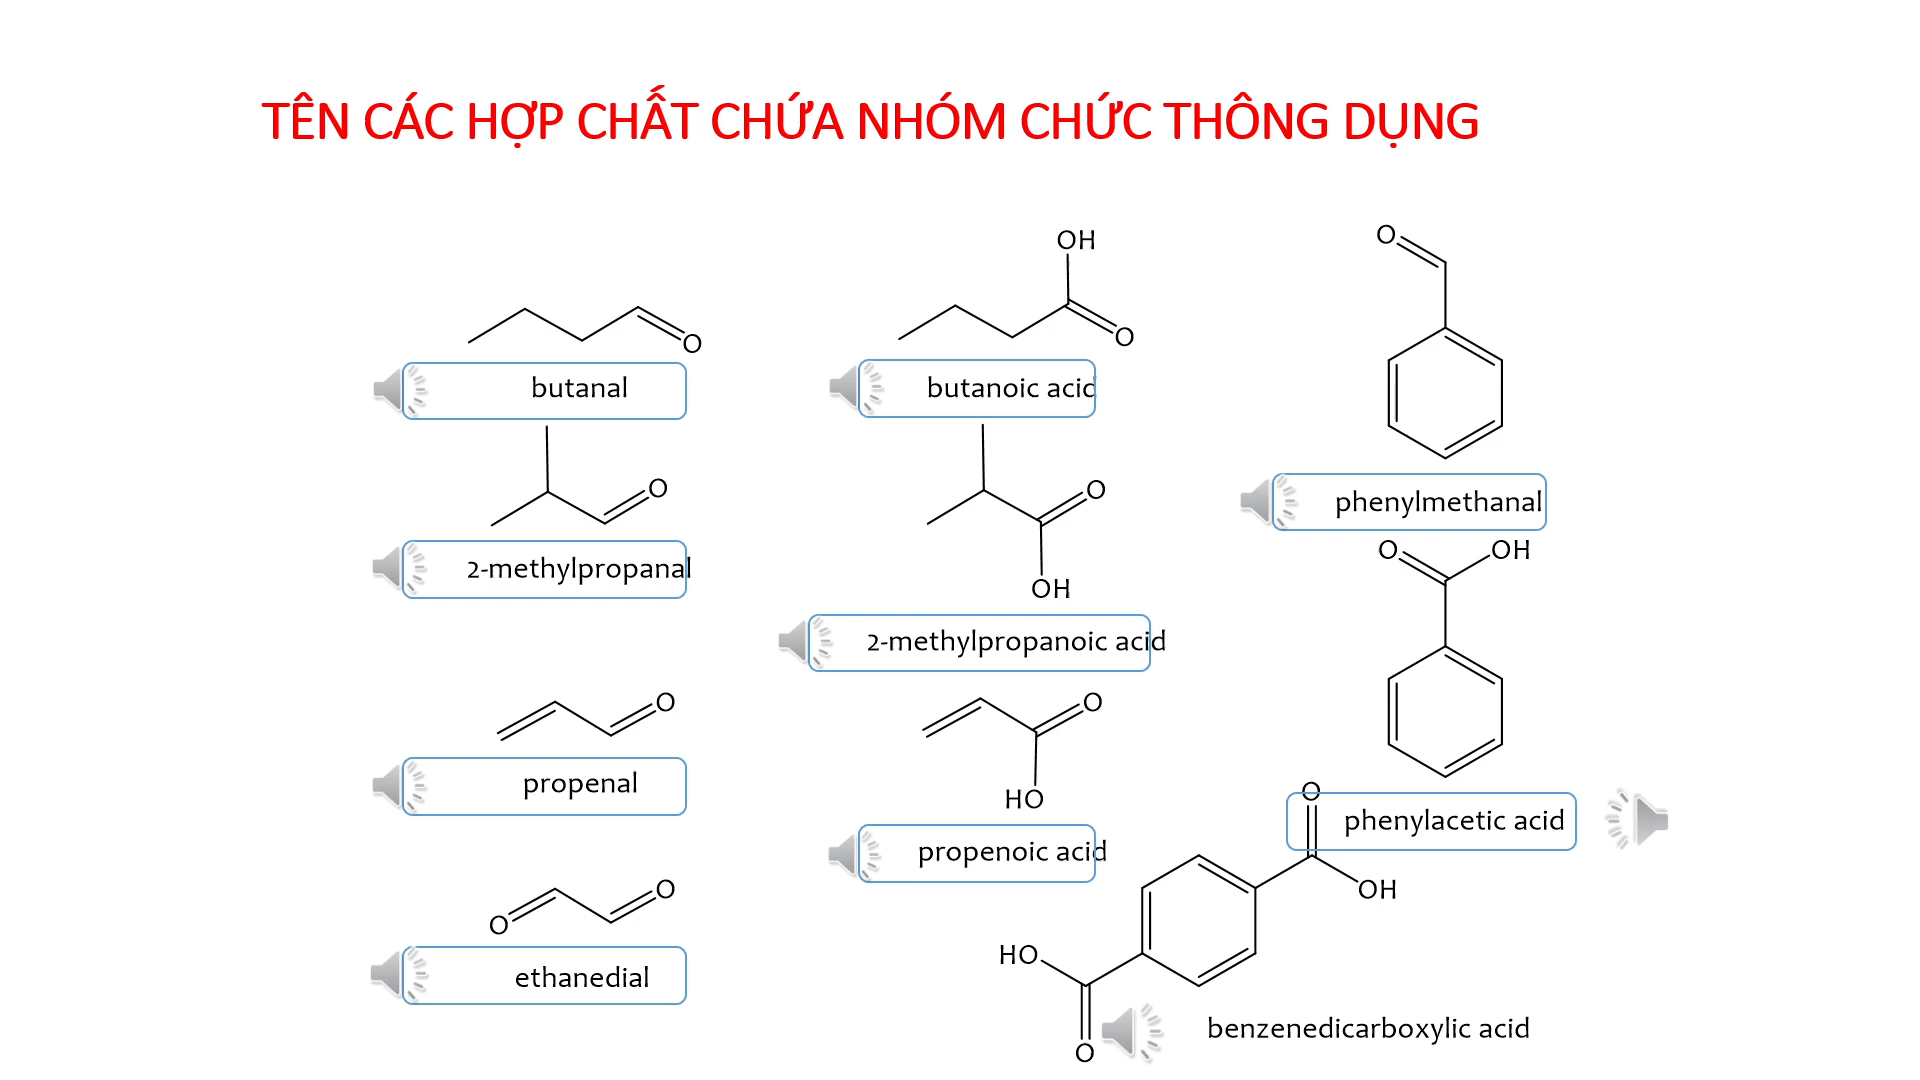 TÊN CÁC HỢP CHẤT CHỨA NHÓM CHỨC THÔNG DỤNG
O
butanal
OH
O
butanoic acid
O
phenylmethanal
O
2-methylpropanal
O
OH
2-methylpropanoic acid
O
OH
phenylacetic acid
O
propenal
O
HO
propenoic acid
O
O
ethanedial
O
OH
HO
O
benzenedicarboxylic acid